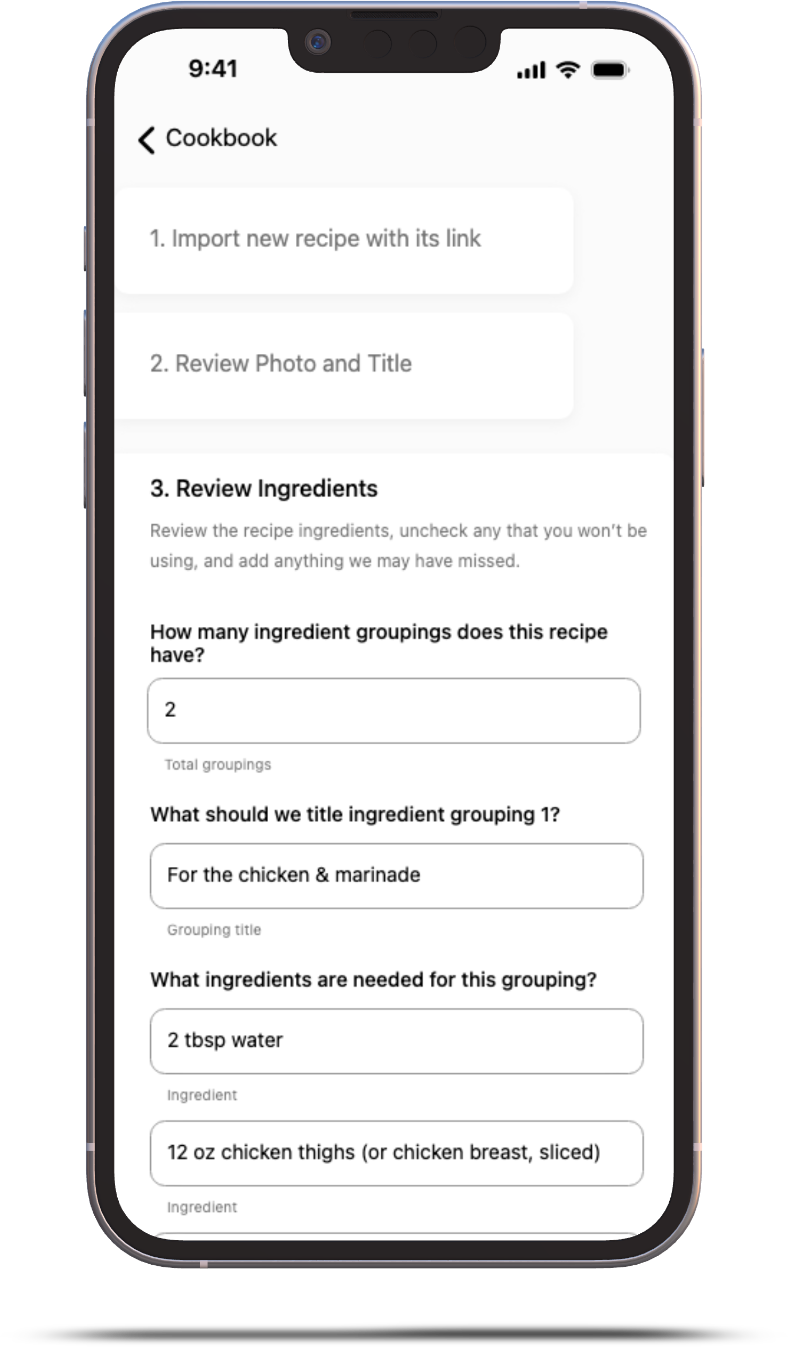 9:41
Cookbook
1. Import new recipe with its link
2. Review Photo and Title
3. Review Ingredients
Review the recipe ingredients, uncheck any that you won’t be
using, and add anything we may have missed.
How many ingredient groupings does this recipe
have?
2
Total groupings
What should we title ingredient grouping 1?
For the chicken & marinade
Grouping title
What ingredients are needed for this grouping?
2 tbsp water
Ingredient
12 oz chicken thighs (or chicken breast, sliced)
Ingredient